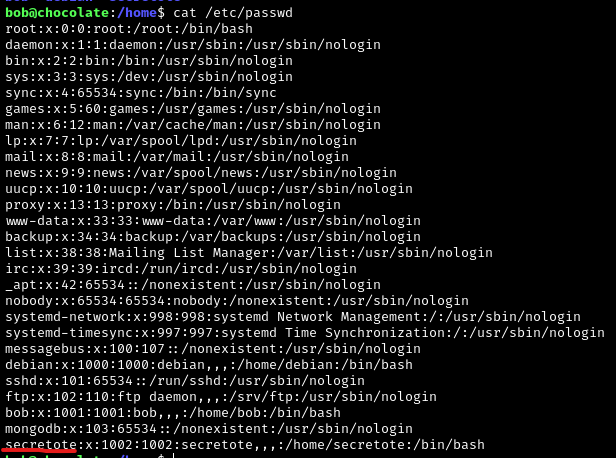 bob@chocolate:/home$ cat /etc/passwd
root:x:0:0:root:/root:/bin/bash
daemon:x:1:1:daemon:/usr/sbin:/usr/sbin/nologin
bin:x:2:2:bin:/bin:/usr/sbin/nologin
sys:x:3:3:sys:/dev:/usr/sbin/nologin
sync:x:4:65534:sync:/bin:/bin/sync
games:x:5:60:games:/usr/games:/usr/sbin/nologin
man:x:6:12:man:/var/cache/man:/usr/sbin/nologin
lp:x:7:7:lp:/var/spool/lpd:/usr/sbin/nologin
mail:x:8:8:mail:/var/mail:/usr/sbin/nologin
news:x:9:9:news:/var/spool/news:/usr/sbin/nologin
uucp:x:10:10:uucp:/var/spool/uucp:/usr/sbin/nologin
proxy:x:13:13:proxy:/bin:/usr/sbin/nologin
www-data:x:33:33:www-data:/var/www:/usr/sbin/nologin
backup:x:34:34:backup:/var/backups:/usr/sbin/nologin
list:x:38:38:Mailing List Manager:/var/list:/usr/sbin/nologin
irc:x:39:39:ircd:/run/ircd:/usr/sbin/nologin
_apt:x:42:65534::/nonexistent:/usr/sbin/nologin
nobody:x:65534:65534:nobody:/nonexistent:/usr/sbin/nologin
systemd-network:x:998:998:systemd Network Management:/:/usr/sbin/nologin
systemd-timesync:x:997:997:systemd Time Synchronization:/:/usr/sbin/nologin
messagebus:x:100:107::/nonexistent:/usr/sbin/nologin
debian:x:1000:1000:debian,,,:/home/debian:/bin/bash
sshd:x:101:65534::/run/sshd:/usr/sbin/nologin
ftp:x:102:110:ftp daemon,,,:/srv/ftp:/usr/sbin/nologin
bob:x:1001:1001:bob,,,:/home/bob:/bin/bash
mongodb:x:103:65534::/nonexistent:/usr/sbin/nologin
secretote:x:1002:1002:secretote,,,:/home/secretote:/bin/bash